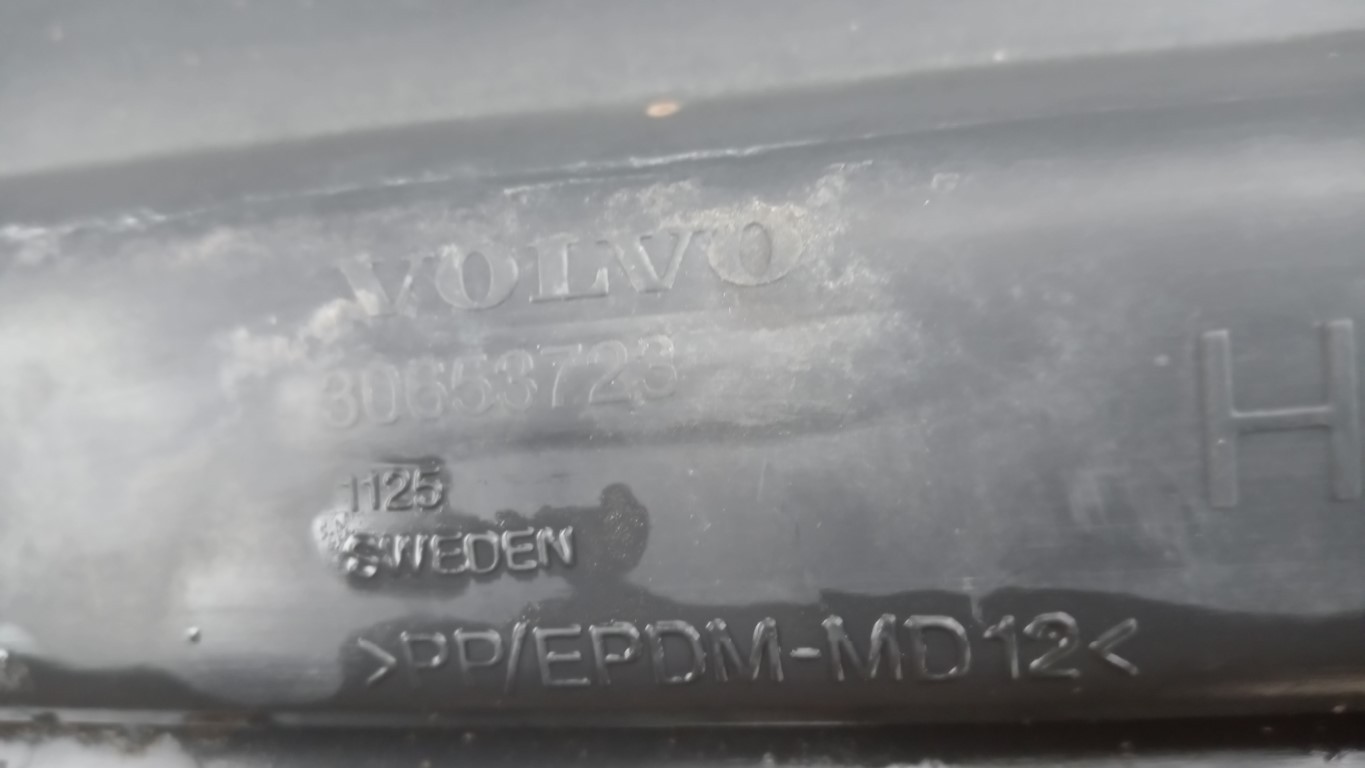 VOLVO
30653723
H
1125
SWEDEN
>PP/EPDM-MD12<